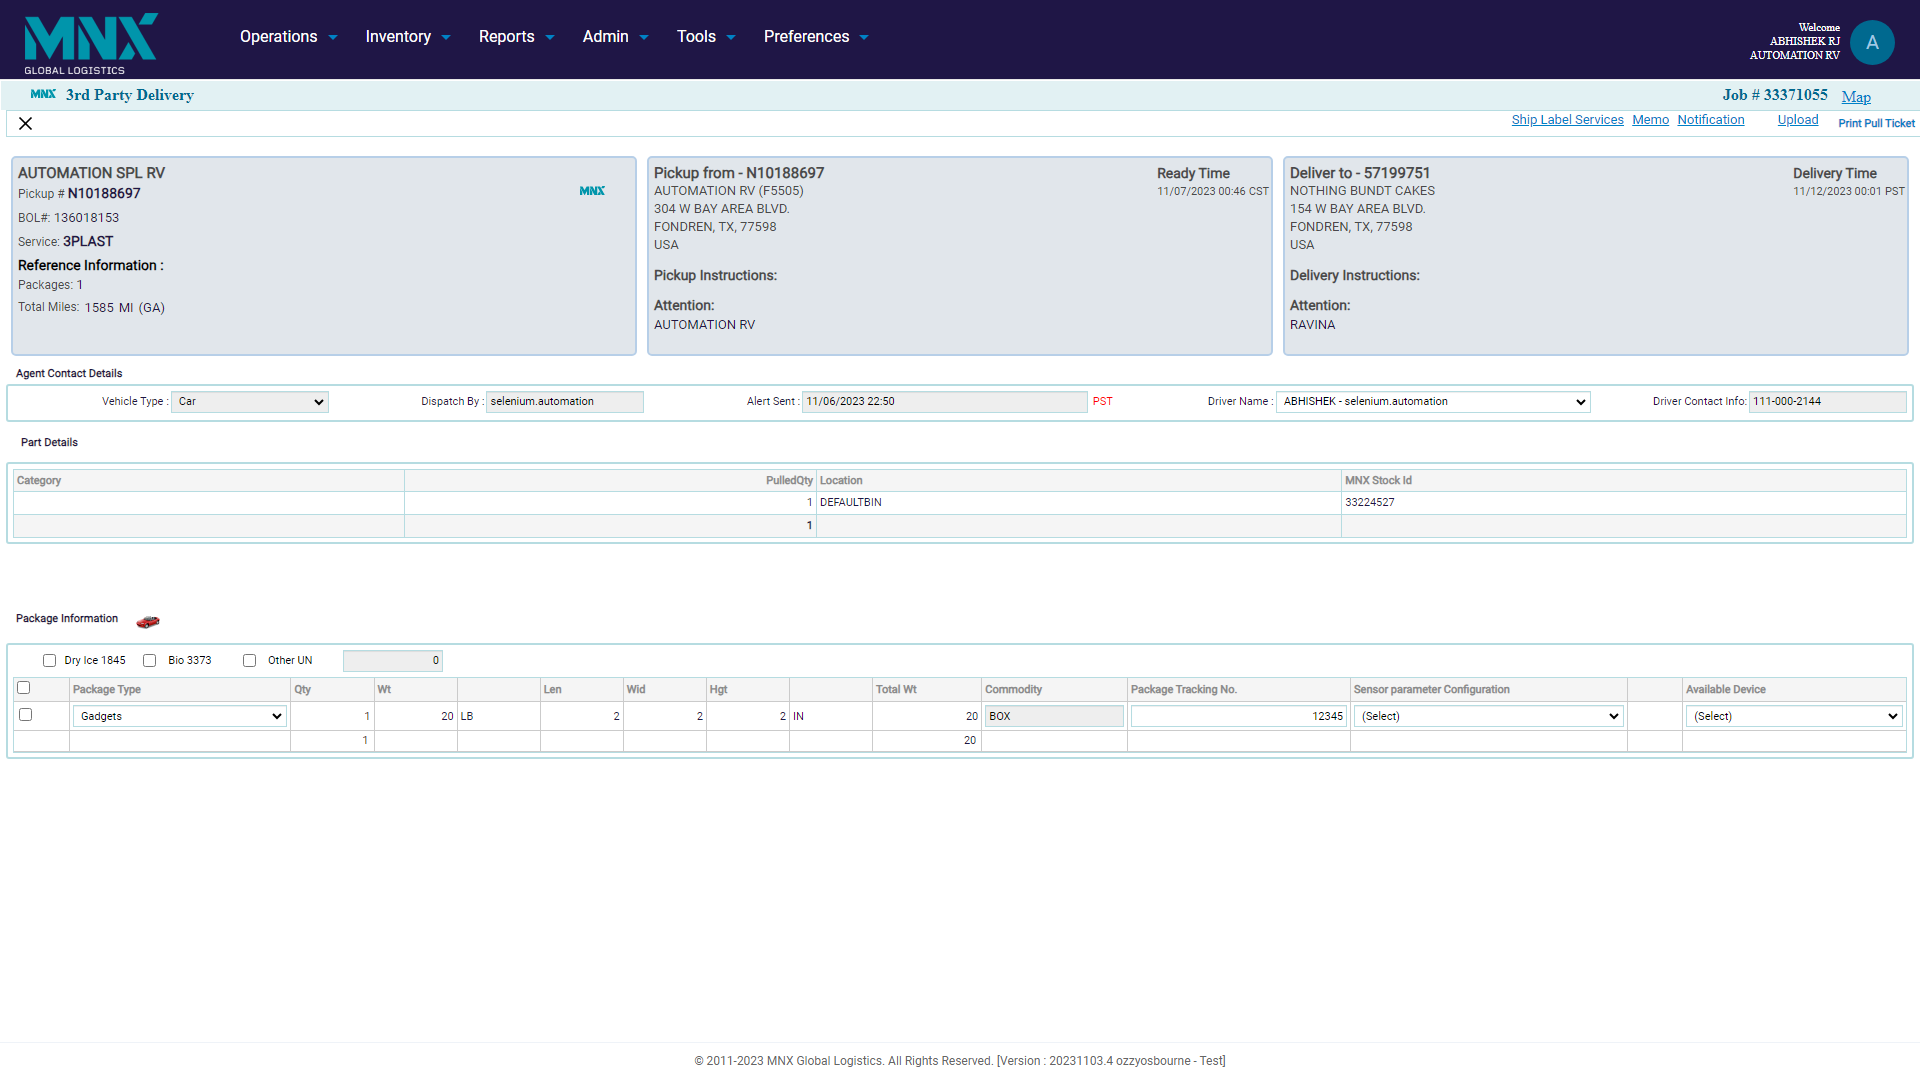 MNX
GLOBAL LOGISTICS
Operations Inventory Reports Admin Tools Preferences
Welcome
ABHISHEK RJ
AUTOMATION RV
A
MNX 3rd Party Delivery Job # 33371055 Map
Ship Label Services Memo Notification Upload Print Pull Ticket
AUTOMATION SPL RV
Pickup # N10188697
MNX
BOL#: 136018153
Service: 3PLAST
Reference Information :
Packages: 1
Total Miles: 1585 MI (GA)
Pickup from - N10188697 Ready Time
AUTOMATION RV (F5505) 11/07/2023 00:46 CST
304 W BAY AREA BLVD.
FONDREN, TX, 77598
USA
Pickup Instructions:
Attention:
AUTOMATION RV
Deliver to - 57199751 Delivery Time
NOTHING BUNDT CAKES 11/12/2023 00:01 PST
154 W BAY AREA BLVD.
FONDREN, TX, 77598
USA
Delivery Instructions:
Attention:
RAVINA
Agent Contact Details
Vehicle Type : Car Dispatch By : selenium.automation Alert Sent : 11/06/2023 22:50 PST Driver Name : ABHISHEK - selenium.automation Driver Contact Info: 111-000-2144
Part Details
Category PulledQty Location MNX Stock Id
1 DEFAULTBIN 33224527
1
Package Information
Dry Ice 1845 Bio 3373 Other UN 0
Package Type Qty Wt Len Wid Hgt Total Wt Commodity Package Tracking No. Sensor parameter Configuration Available Device
Gadgets 1 20 LB 2 2 2 IN 20 BOX 12345 (Select) (Select)
1 20
© 2011-2023 MNX Global Logistics. All Rights Reserved. [Version : 20231103.4 ozzyosbourne - Test]